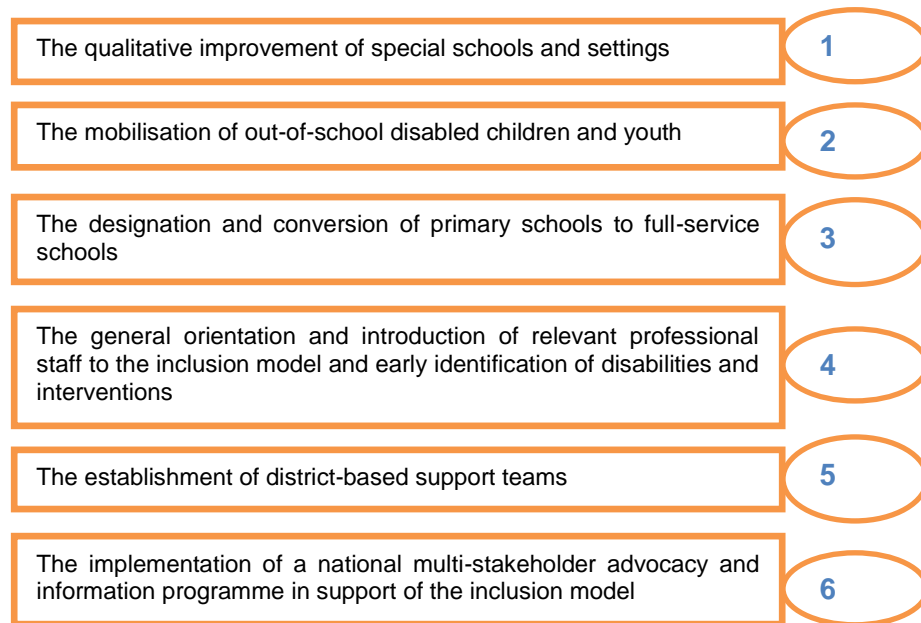 The qualitative improvement of special schools and settings
1
The mobilisation of out-of-school disabled children and youth
2
The designation and conversion of primary schools to full-service
schools
3
The general orientation and introduction of relevant professional
staff to the inclusion model and early identification of disabilities and
interventions
4
The establishment of district-based support teams
5
The implementation of a national multi-stakeholder advocacy and
information programme in support of the inclusion model
6